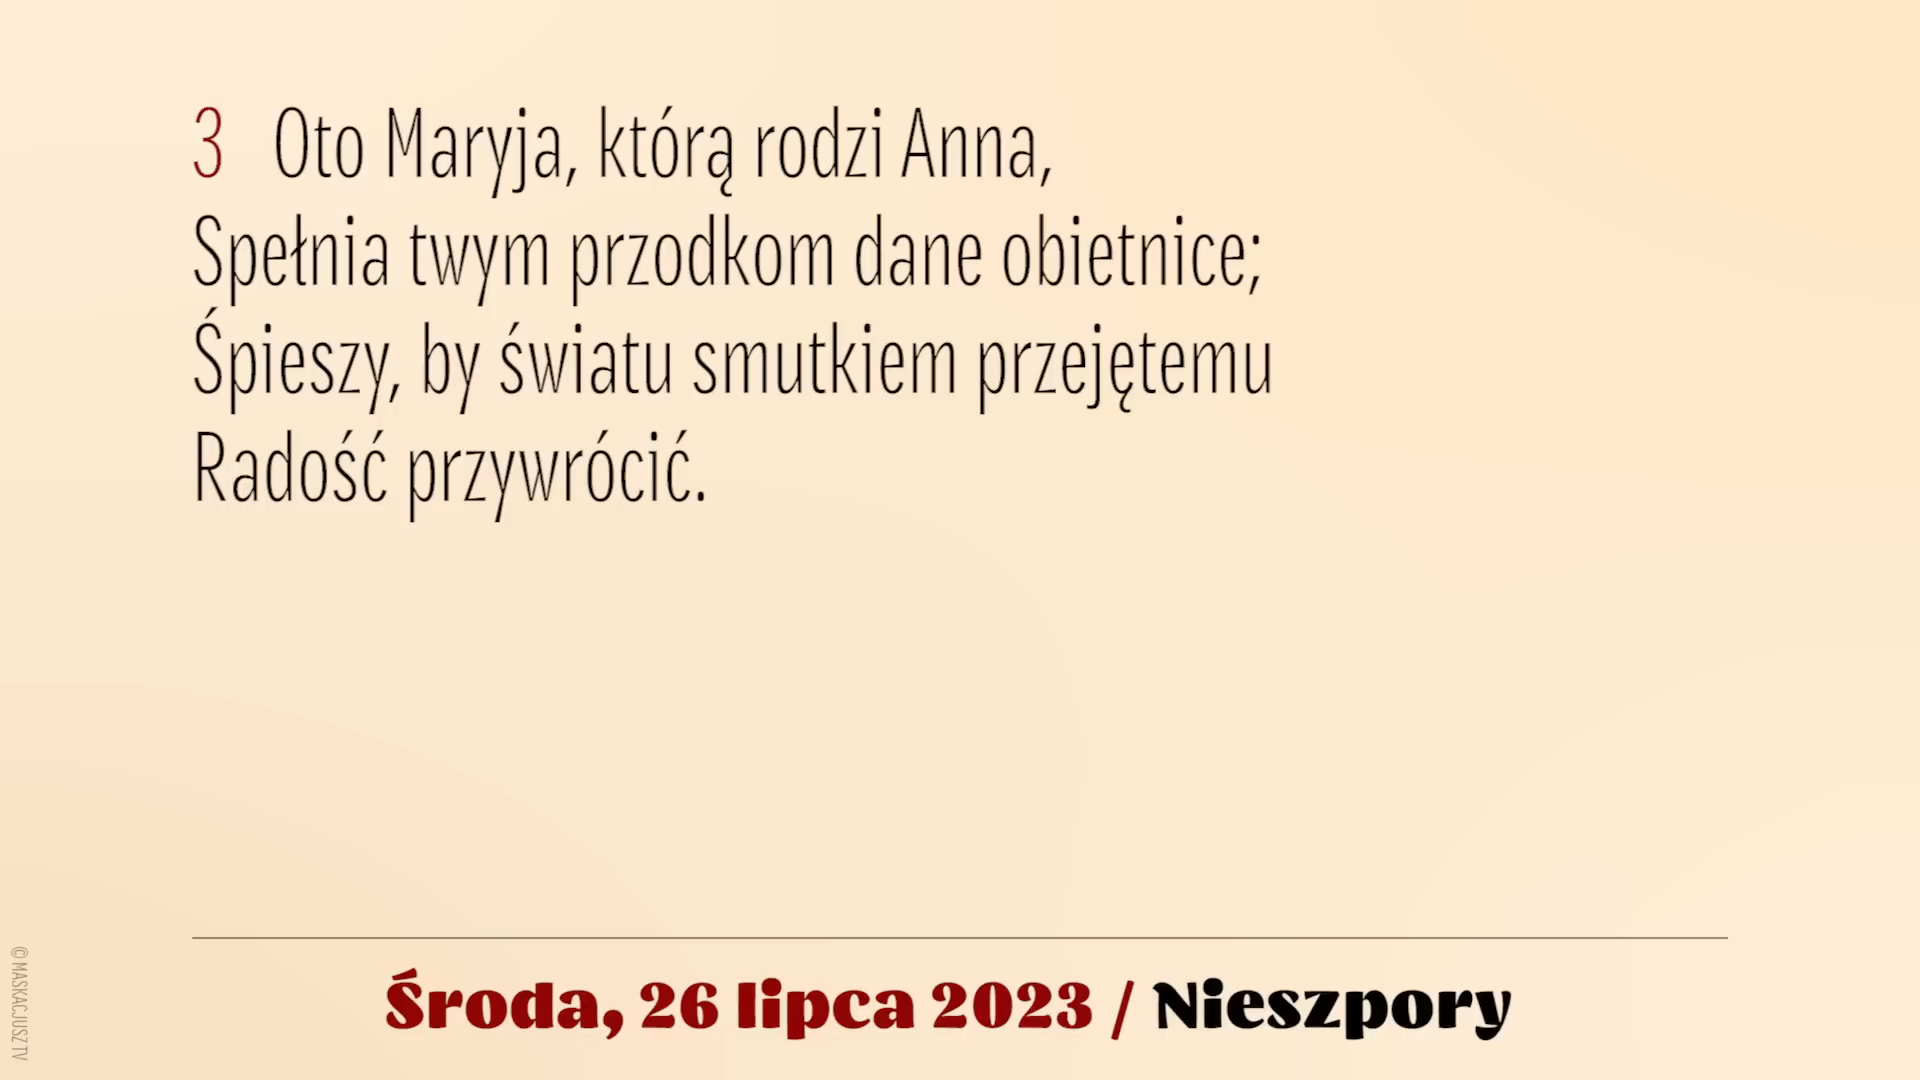 3 Oto Maryja, którą rodzi Anna,
Spełnia twym przodkom dane obietnice;
Śpieszy, by światu smutkiem przejętemu
Radość przywrócić.
Środa, 26 lipca 2023 / Nieszpory
© MASKACJUSZ TV